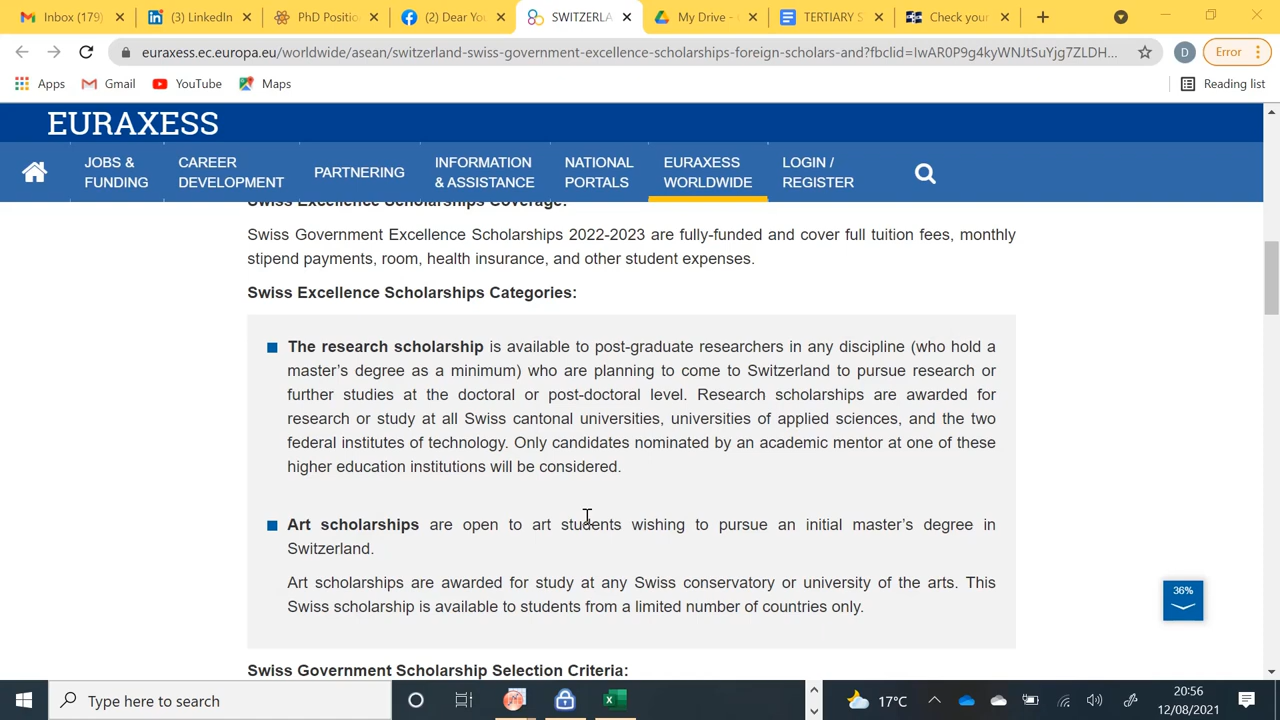 Inbox (179)
(3) LinkedIn
PhD Positio
(2) Dear You
SWITZERLA
My Drive - G
TERTIARY S
Check your
euraxess.ec.europa.eu/worldwide/asean/switzerland-swiss-government-excellence-scholarships-foreign-scholars-and?fbclid=IwAR0P9g4kyWNJtSuYjg7ZLDH...
D
Error
Apps
Gmail
YouTube
Maps
Reading list
EURAXESS
JOBS &
FUNDING
CAREER
DEVELOPMENT
PARTNERING
INFORMATION
& ASSISTANCE
NATIONAL
PORTALS
EURAXESS
WORLDWIDE
LOGIN /
REGISTER
Swiss Excellence Scholarships Coverage:
Swiss Government Excellence Scholarships 2022-2023 are fully-funded and cover full tuition fees, monthly
stipend payments, room, health insurance, and other student expenses.
Swiss Excellence Scholarships Categories:
The research scholarship is available to post-graduate researchers in any discipline (who hold a
master's degree as a minimum) who are planning to come to Switzerland to pursue research or
further studies at the doctoral or post-doctoral level. Research scholarships are awarded for
research or study at all Swiss cantonal universities, universities of applied sciences, and the two
federal institutes of technology. Only candidates nominated by an academic mentor at one of these
higher education institutions will be considered.
Art scholarships are open to art students wishing to pursue an initial master's degree in
Switzerland.
Art scholarships are awarded for study at any Swiss conservatory or university of the arts. This
Swiss scholarship is available to students from a limited number of countries only.
36%
Swiss Government Scholarship Selection Criteria:
Type here to search
17°C
20:56
12/08/2021